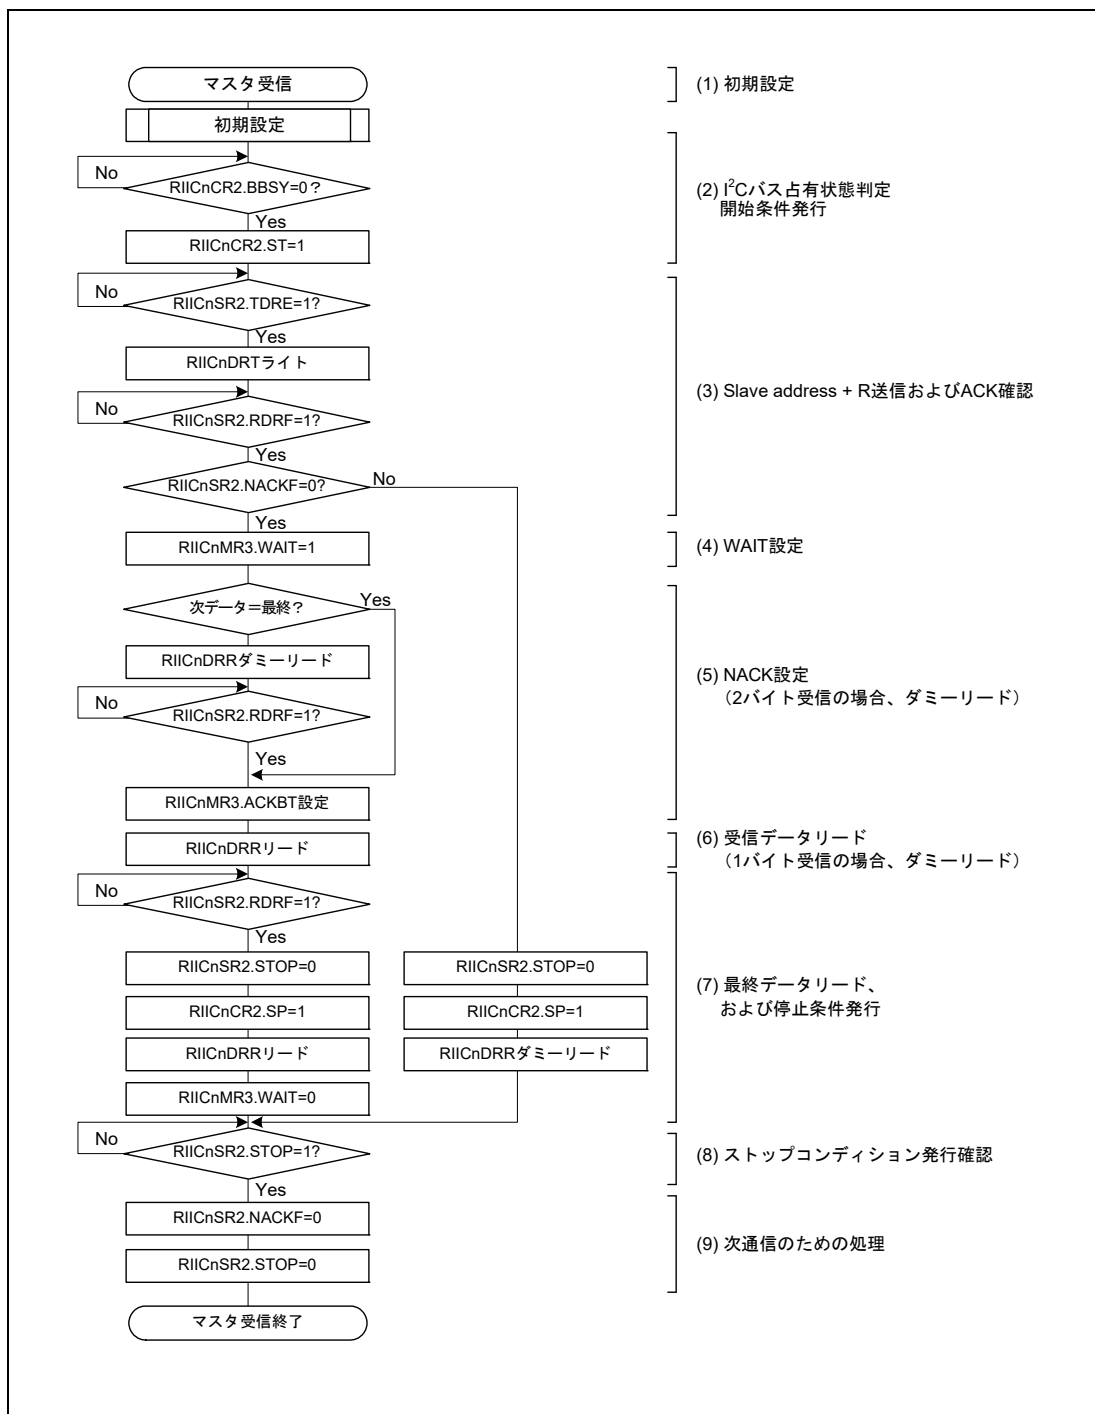 マスタ受信
(1) 初期設定
初期設定
No
RIICnCR2.BBSY=0？
(2) I²Cバス占有状態判定
開始条件発行
Yes
RIICnCR2.ST=1
No
RIICnSR2.TDRE=1?
Yes
RIICnDRTライト
(3) Slave address + R送信およびACK確認
No
RIICnSR2.RDRF=1?
Yes
RIICnSR2.NACKF=0?
No
Yes
RIICnMR3.WAIT=1
(4) WAIT設定
次データ＝最終？
Yes
RIICnDRRダミーリード
(5) NACK設定
（2バイト受信の場合、ダミーリード）
No
RIICnSR2.RDRF=1?
Yes
RIICnMR3.ACKBT設定
RIICnDRRリード
(6) 受信データリード
（1バイト受信の場合、ダミーリード）
No
RIICnSR2.RDRF=1?
Yes
RIICnSR2.STOP=0
RIICnSR2.STOP=0
(7) 最終データリード、
および停止条件発行
RIICnCR2.SP=1
RIICnCR2.SP=1
RIICnDRRリード
RIICnDRRダミーリード
RIICnMR3.WAIT=0
No
RIICnSR2.STOP=1?
(8) ストップコンディション発行確認
Yes
RIICnSR2.NACKF=0
(9) 次通信のための処理
RIICnSR2.STOP=0
マスタ受信終了